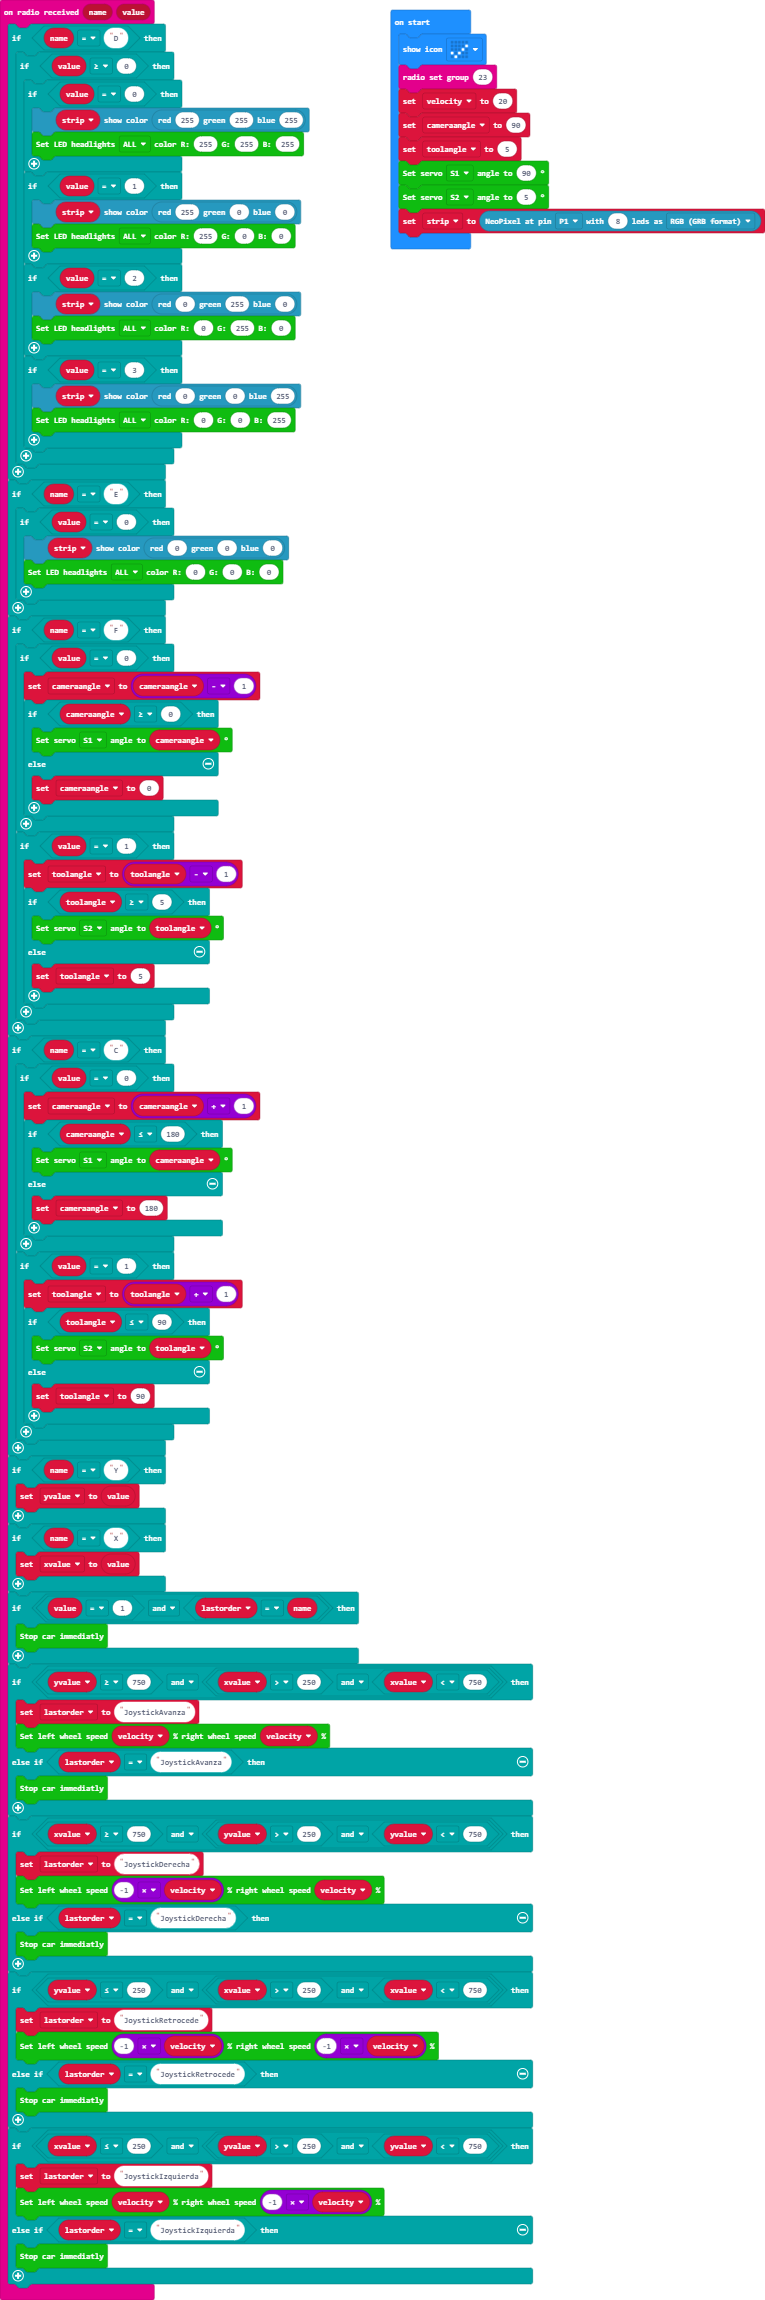 on radio received name value
if name = "D" then
if value ≥ 0 then
if value = 0 then
strip show color red 255 green 255 blue 255
Set LED headlights ALL color R: 255 G: 255 B: 255
if value = 1 then
strip show color red 255 green 0 blue 0
Set LED headlights ALL color R: 255 G: 0 B: 0
if value = 2 then
strip show color red 0 green 255 blue 0
Set LED headlights ALL color R: 0 G: 255 B: 0
if value = 3 then
strip show color red 0 green 0 blue 255
Set LED headlights ALL color R: 0 G: 0 B: 255
if name = "E" then
if value = 0 then
strip show color red 0 green 0 blue 0
Set LED headlights ALL color R: 0 G: 0 B: 0
if name = "F" then
if value = 0 then
set cameraangle to cameraangle - 1
if cameraangle ≥ 0 then
Set servo S1 angle to cameraangle °
else
set cameraangle to 0
if value = 1 then
set toolangle to toolangle - 1
if toolangle ≥ 5 then
Set servo S2 angle to toolangle °
else
set toolangle to 5
if name = "C" then
if value = 0 then
set cameraangle to cameraangle + 1
if cameraangle ≤ 180 then
Set servo S1 angle to cameraangle °
else
set cameraangle to 180
if value = 1 then
set toolangle to toolangle + 1
if toolangle ≤ 90 then
Set servo S2 angle to toolangle °
else
set toolangle to 90
if name = "Y" then
set yvalue to value
if name = "X" then
set xvalue to value
if value = 1 and lastorder = name then
Stop car immediatly
if yvalue ≥ 750 and xvalue > 250 and xvalue < 750 then
set lastorder to "JoystickAvanza"
Set left wheel speed velocity % right wheel speed velocity %
else if lastorder = "JoystickAvanza" then
Stop car immediatly
if xvalue ≥ 750 and yvalue > 250 and yvalue < 750 then
set lastorder to "JoystickDerecha"
Set left wheel speed -1 × velocity % right wheel speed velocity %
else if lastorder = "JoystickDerecha" then
Stop car immediatly
if yvalue ≤ 250 and xvalue > 250 and xvalue < 750 then
set lastorder to "JoystickRetrocede"
Set left wheel speed -1 × velocity % right wheel speed -1 × velocity %
else if lastorder = "JoystickRetrocede" then
Stop car immediatly
if xvalue ≤ 250 and yvalue > 250 and yvalue < 750 then
set lastorder to "JoystickIzquierda"
Set left wheel speed velocity % right wheel speed -1 × velocity %
else if lastorder = "JoystickIzquierda" then
Stop car immediatly
on start
show icon
radio set group 23
set velocity to 20
set cameraangle to 90
set toolangle to 5
Set servo S1 angle to 90 °
Set servo S2 angle to 5 °
set strip to NeoPixel at pin P1 with 8 leds as RGB (GRB format)